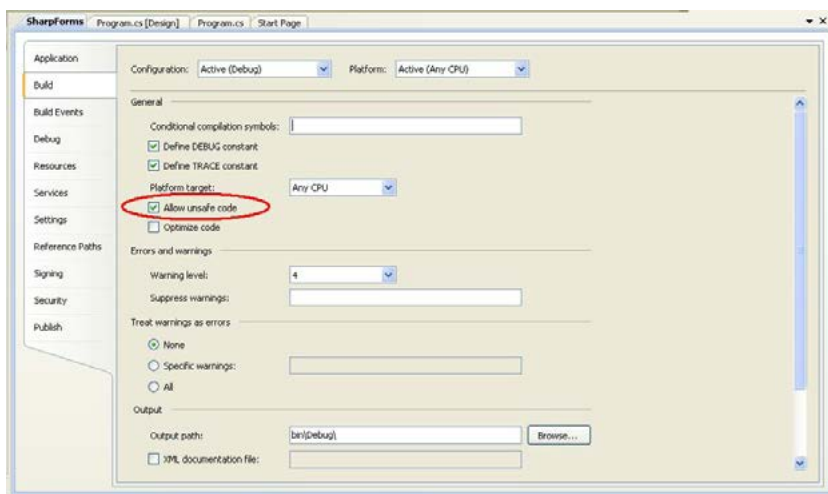 SharpForms Program.cs [Design] Program.cs Start Page
Application
Build
Build Events
Debug
Resources
Services
Settings
Reference Paths
Signing
Security
Publish
Configuration: Active (Debug) Platform: Active (Any CPU)
General
Conditional compilation symbols:
Define DEBUG constant
Define TRACE constant
Platform target: Any CPU
Allow unsafe code
Optimize code
Errors and warnings
Warning level: 4
Suppress warnings:
Treat warnings as errors
None
Specific warnings:
All
Output
Output path: bin\Debug\ Browse...
XML documentation file: